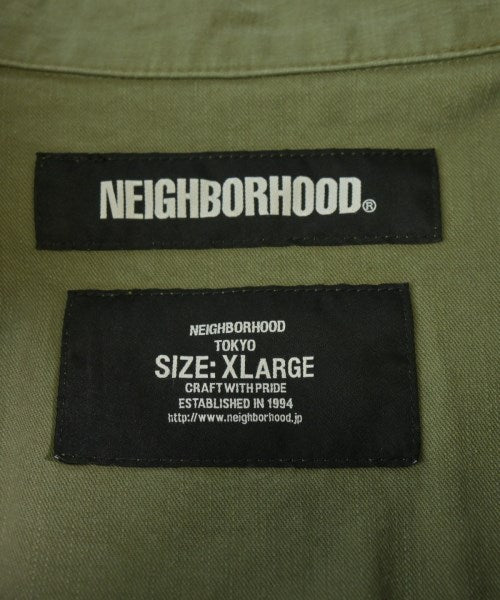 NEIGHBORHOOD®
NEIGHBORHOOD
TOKYO
SIZE: XLARGE
CRAFT WITH PRIDE
ESTABLISHED IN 1994
http://www.neighborhood.jp